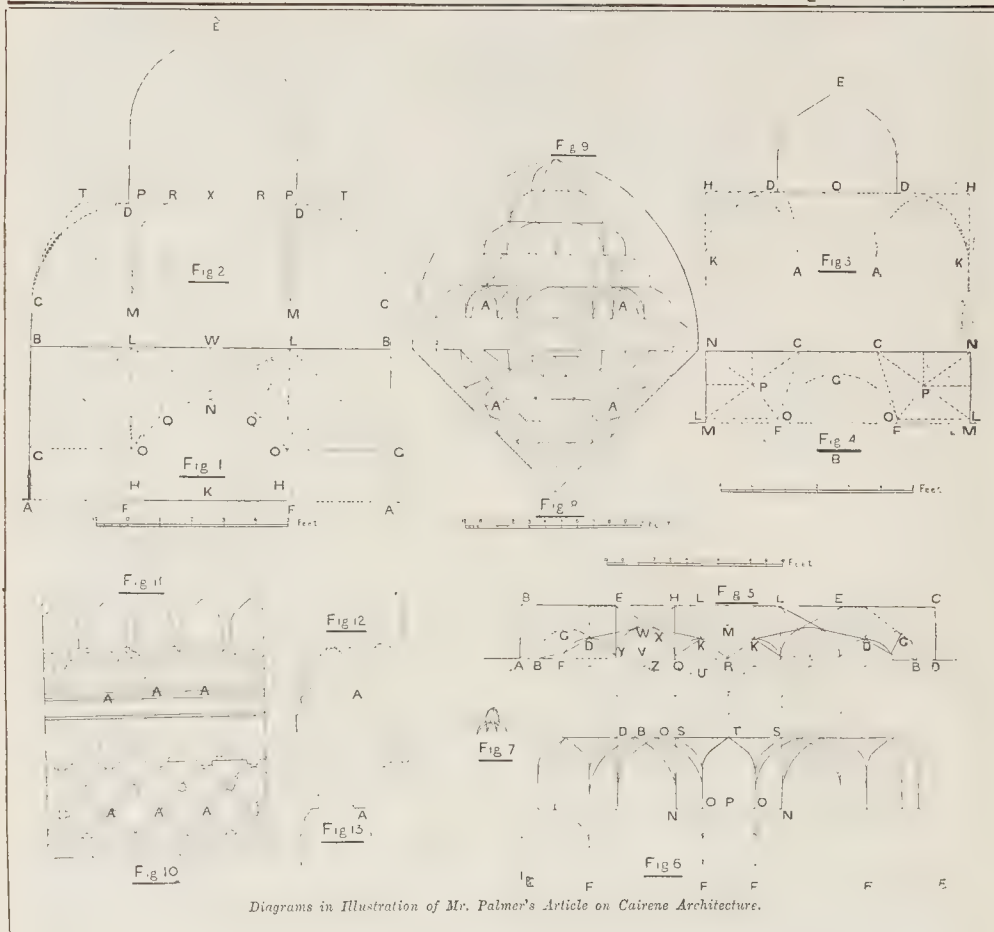 E
Fig 9
E
T P R X R P T
D D
H D O D H
Fig 2
K A Fig 3 A K
A A
C M M C
B L W L B
N C C N
N
P G P
Q Q
A A
O O
L O O L
M F F M
C Fig 1 C
Fig 4
B
H K H
A F F A
Feet
Feet
Fig 8
Feet
Fig 11
B E H L L E C
Fig 5
Fig 12
G D W X K M K D G
Y V
A B F Z Q U R B D
A A A
A
D B O S T S
Fig 7
O P O
N N
A A A
A
Fig 13
Fig 6
Fig 10
F F F F E
Diagrams in Illustration of Mr. Palmer's Article on Cairene Architecture.